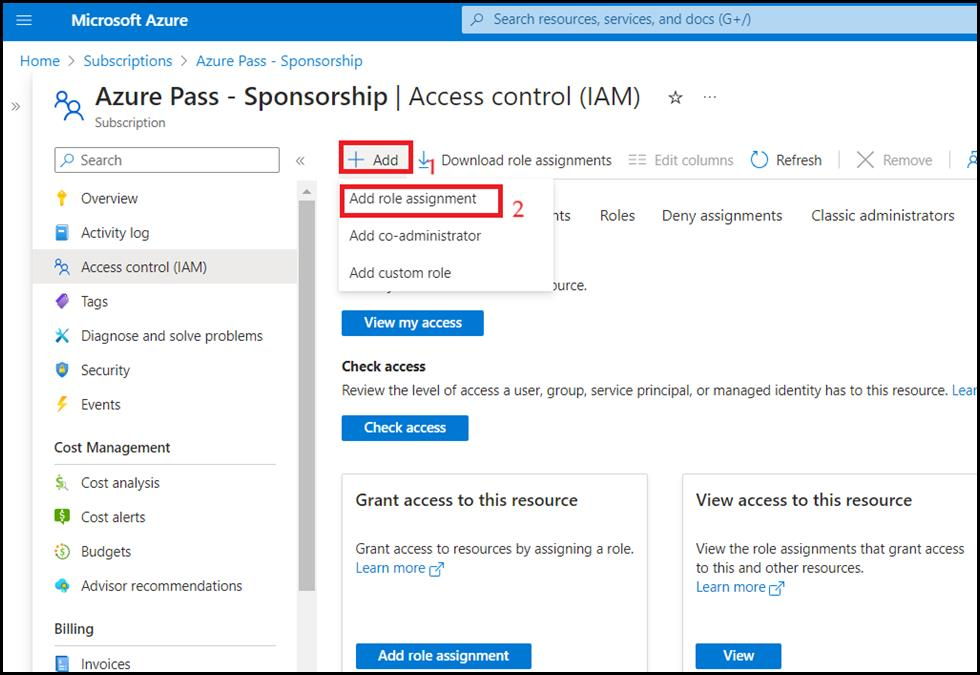 Microsoft Azure
Search resources, services, and docs (G+/)
Home > Subscriptions > Azure Pass - Sponsorship
Azure Pass - Sponsorship | Access control (IAM)
Subscription
Search
Add 1
Download role assignments
Edit columns
Refresh
Remove
Add role assignment 2
Add co-administrator
Add custom role
Roles
Deny assignments
Classic administrators
View my access
Check access
Review the level of access a user, group, service principal, or managed identity has to this resource.
Check access
Grant access to this resource
Grant access to resources by assigning a role.
Learn more
Add role assignment
View access to this resource
View the role assignments that grant access
to this and other resources.
Learn more
View
Overview
Activity log
Access control (IAM)
Tags
Diagnose and solve problems
Security
Events
Cost Management
Cost analysis
Cost alerts
Budgets
Advisor recommendations
Billing
Invoices